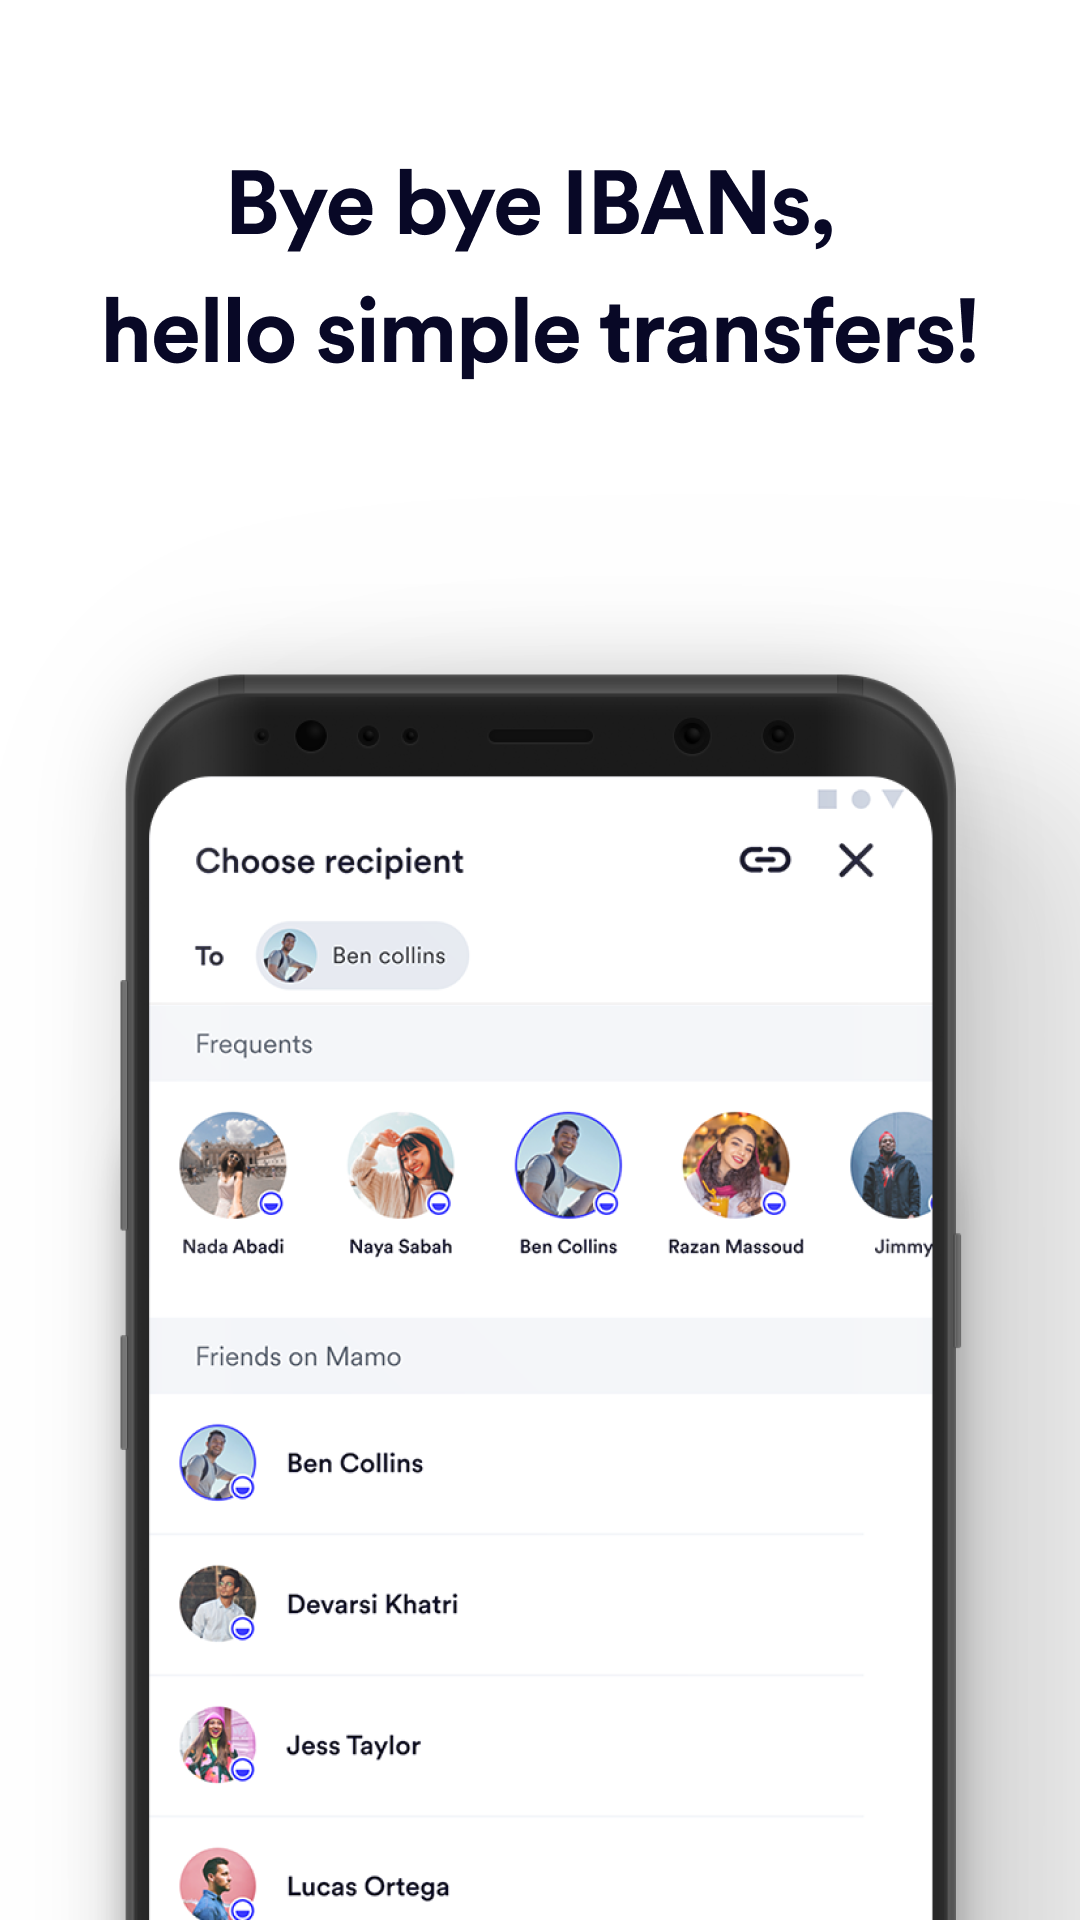 Bye bye IBANs,
hello simple transfers!
Choose recipient
To
Ben collins
Frequents
Nada Abadi
Naya Sabah
Ben Collins
Razan Massoud
Jimmy
Friends on Mamo
Ben Collins
Devarsi Khatri
Jess Taylor
Lucas Ortega